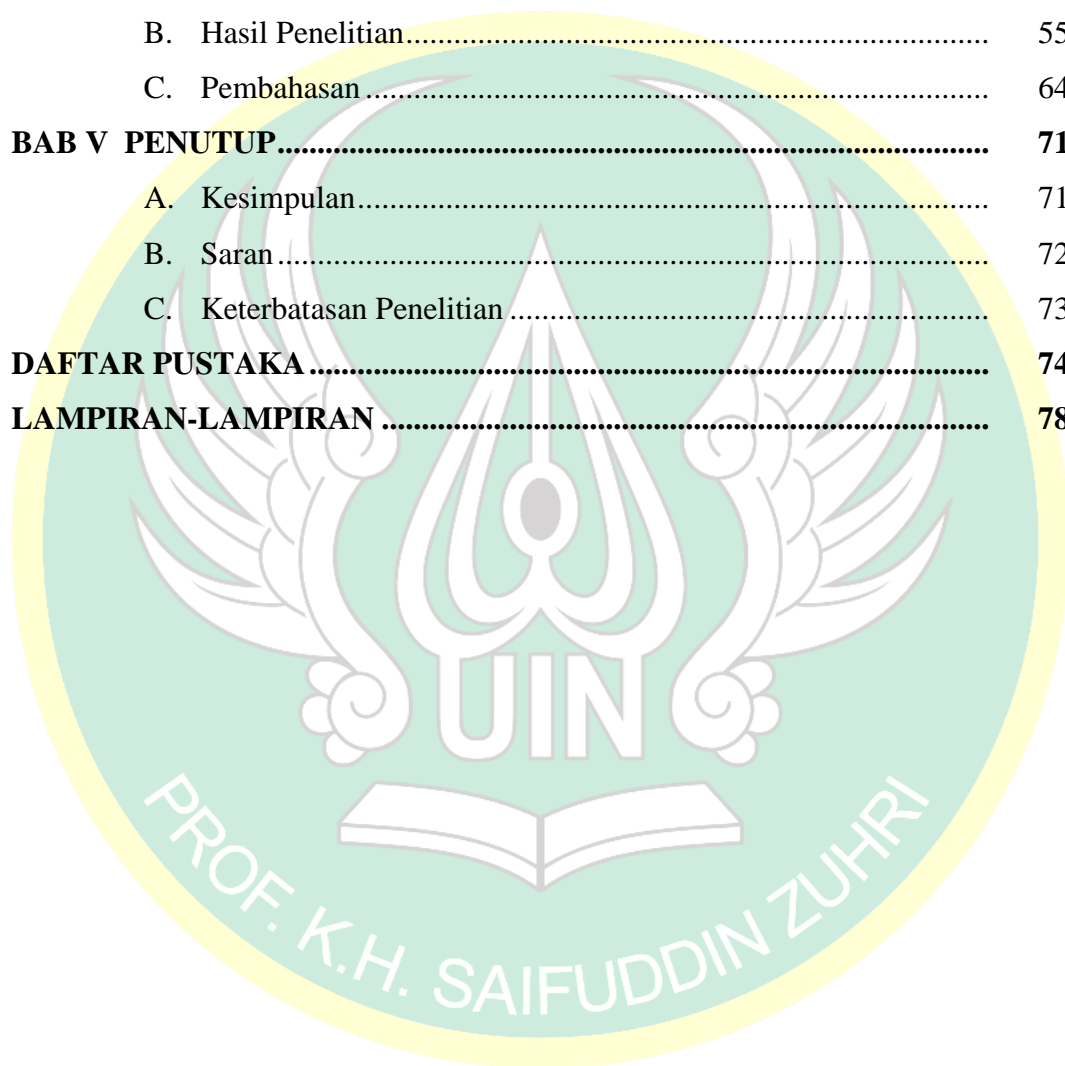 B. Hasil Penelitian.......................................................................... 55
C. Pembahasan............................................................................... 64
BAB V PENUTUP......................................................................................... 71
A. Kesimpulan................................................................................ 71
B. Saran......................................................................................... 72
C. Keterbatasan Penelitian............................................................. 73
DAFTAR PUSTAKA..................................................................................... 74
LAMPIRAN-LAMPIRAN............................................................................ 78
UIN
PROF. K.H. SAIFUDDIN ZUHRI